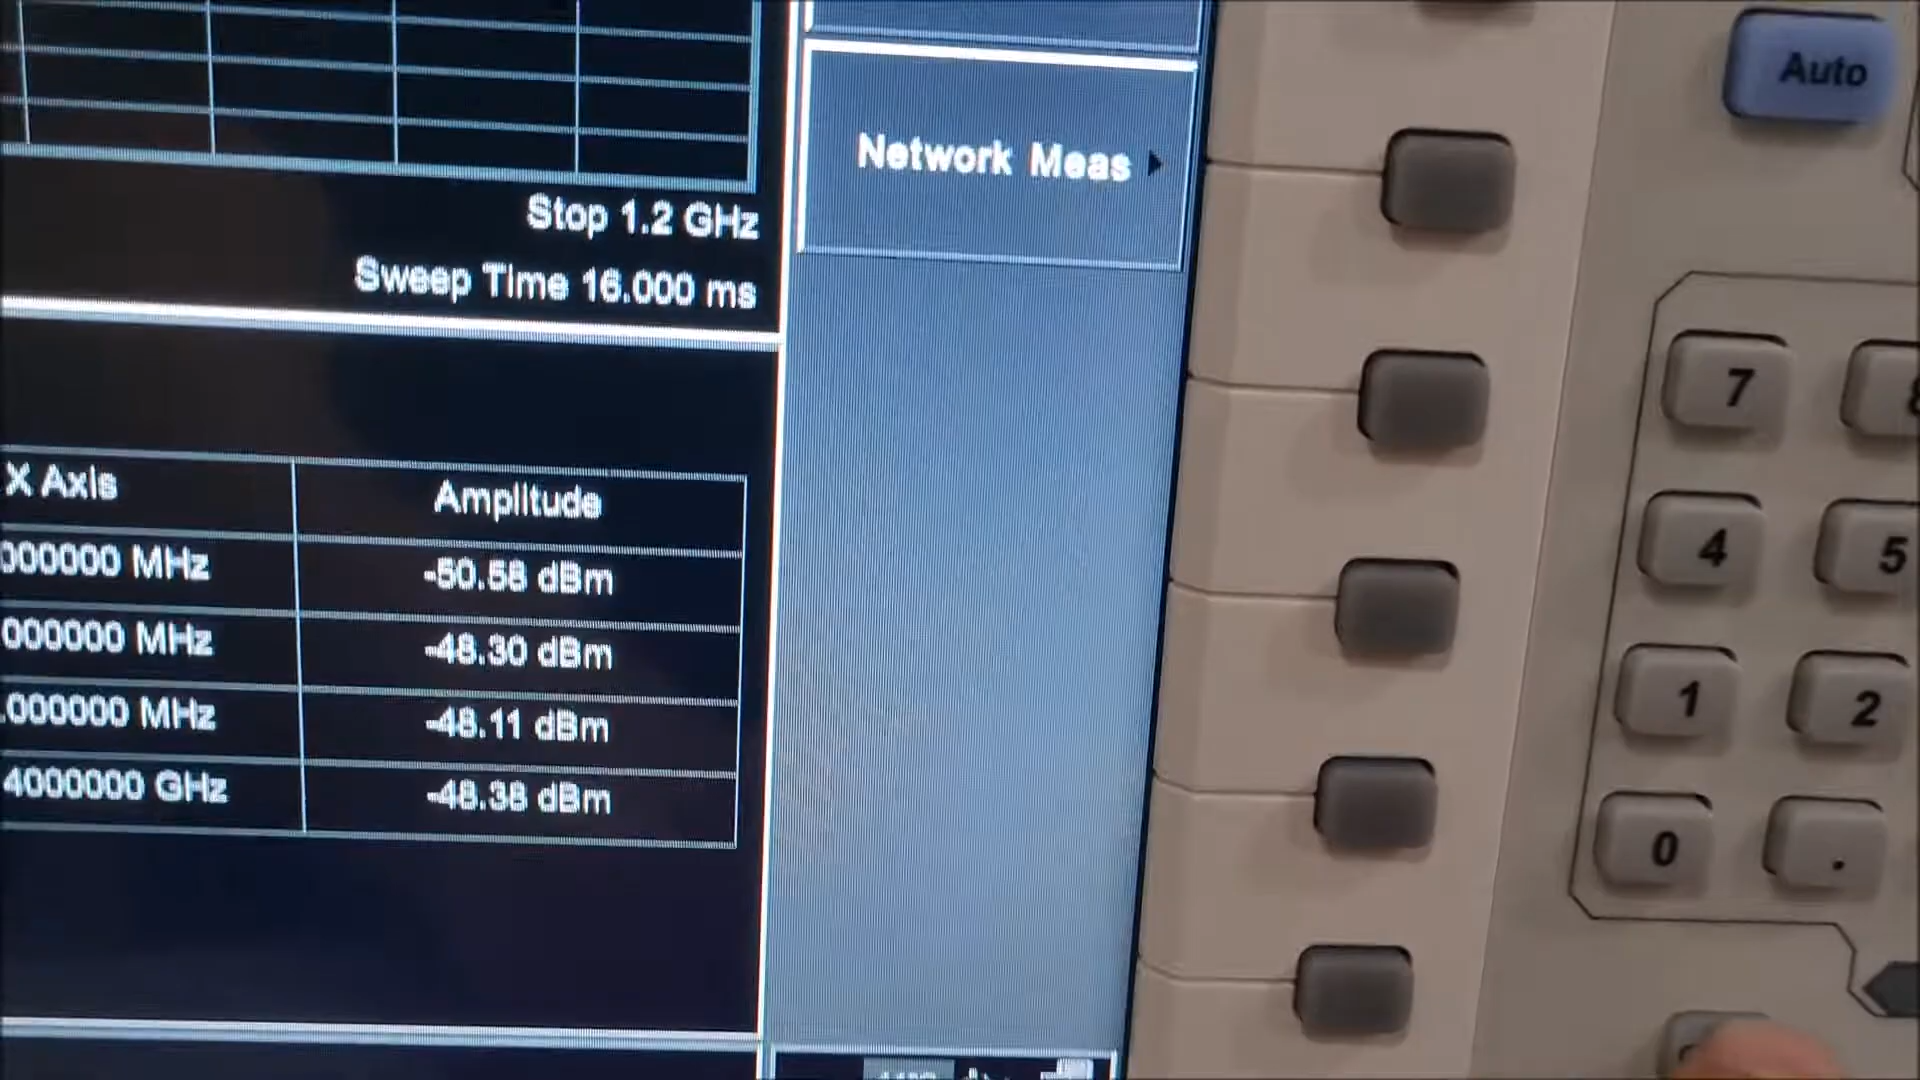 Auto
Network Meas
Stop 1.2 GHz
Sweep Time 16.000 ms
X Axis Amplitude
000000 MHz -50.58 dBm
000000 MHz -48.30 dBm
.000000 MHz -48.11 dBm
4000000 GHz -48.38 dBm
7
4 5
1 2
0 .